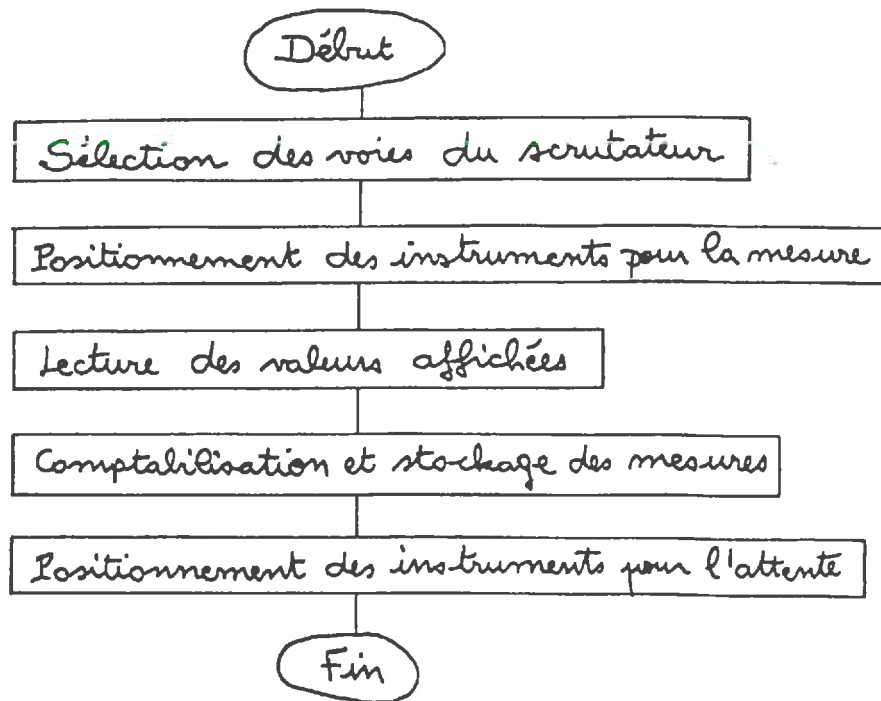 Début
Sélection des voies du scrutateur
Positionnement des instruments pour la mesure
Lecture des valeurs affichées
Comptabilisation et stockage des mesures
Positionnement des instruments pour l'attente
Fin